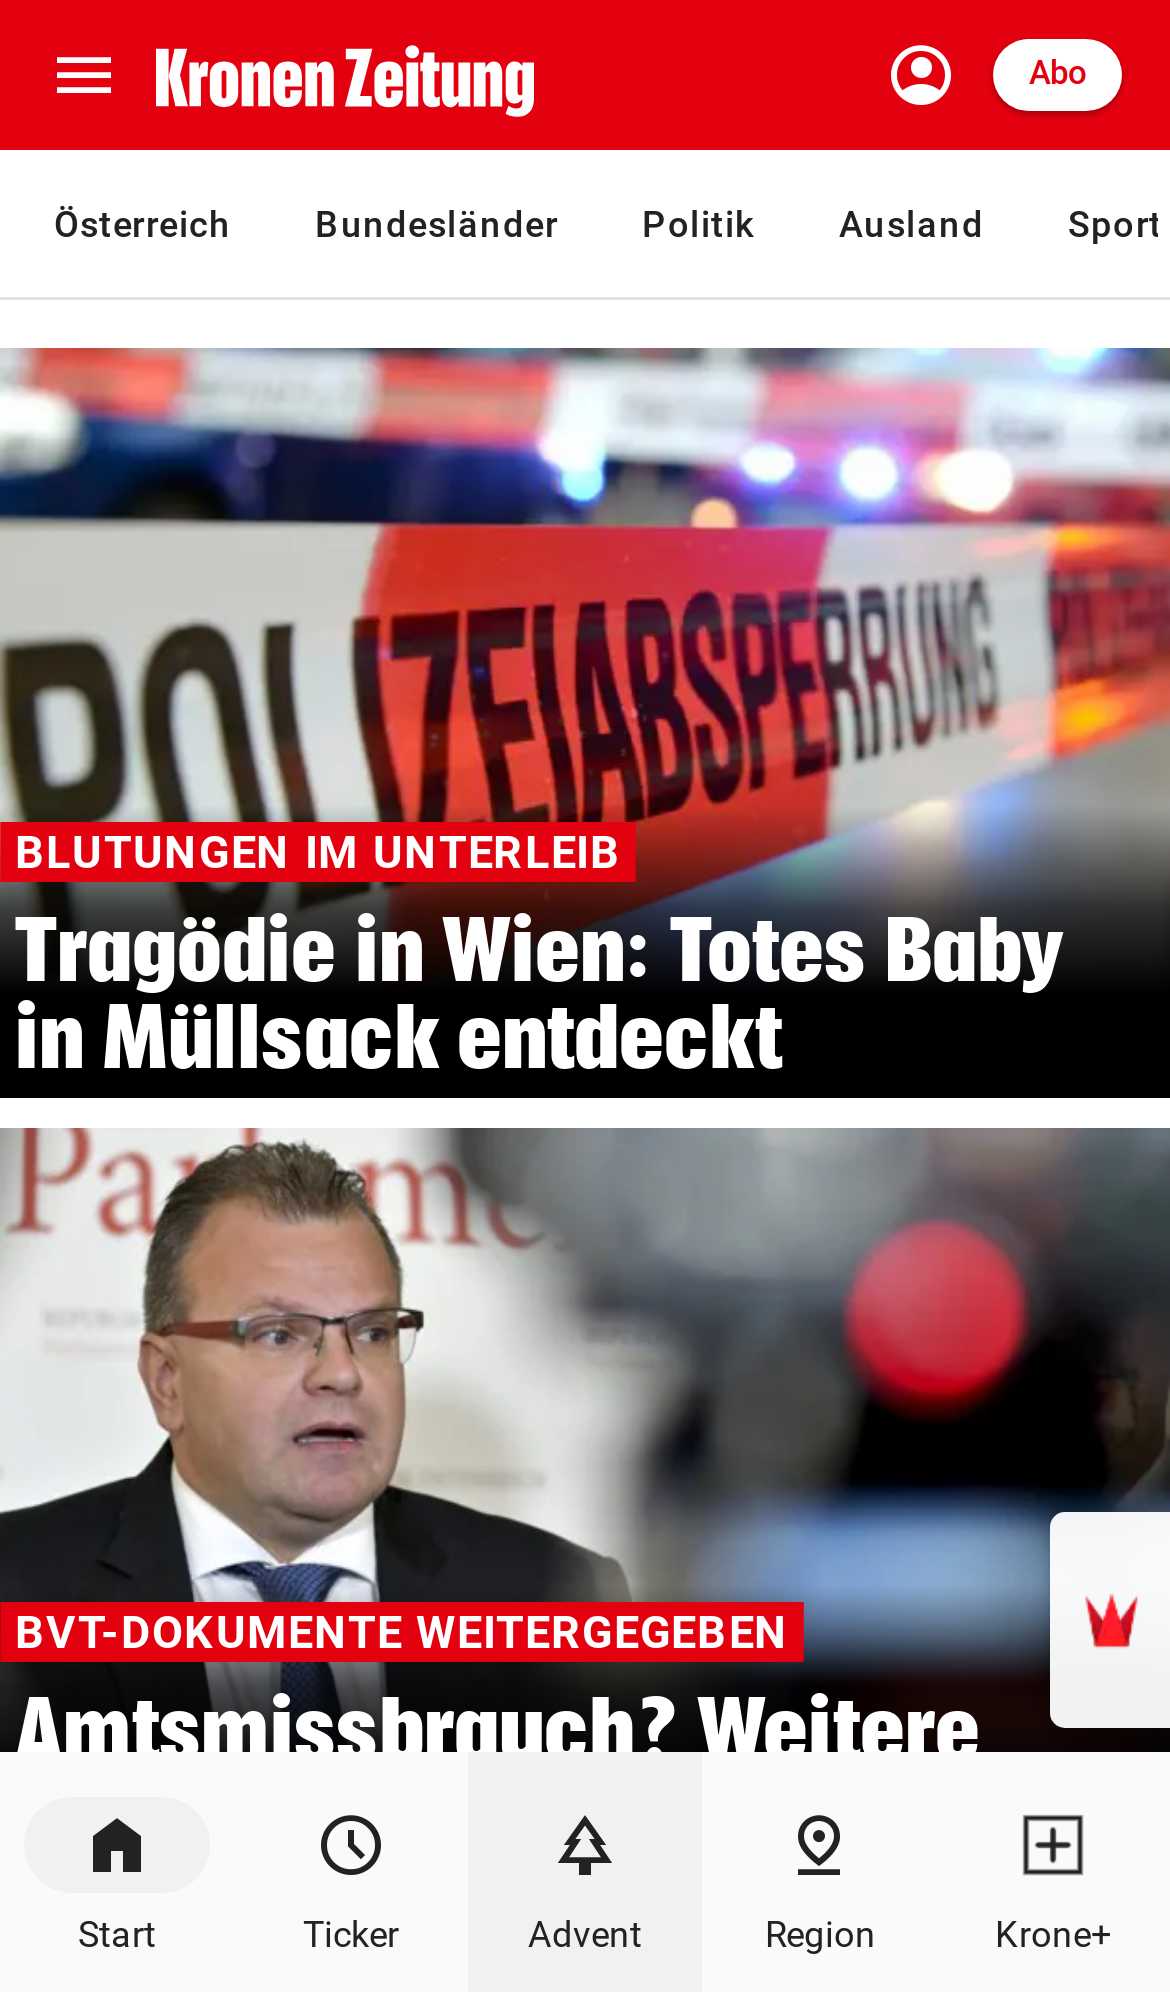 Kronen Zeitung
Abo
Österreich Bundesländer Politik Ausland Sport
POLIZEIABSPERRUNG
BLUTUNGEN IM UNTERLEIB
Tragödie in Wien: Totes Baby
in Müllsack entdeckt
BVT-DOKUMENTE WEITERGEGEBEN
Amtsmissbrauch? Weitere
Start Ticker Advent Region Krone+